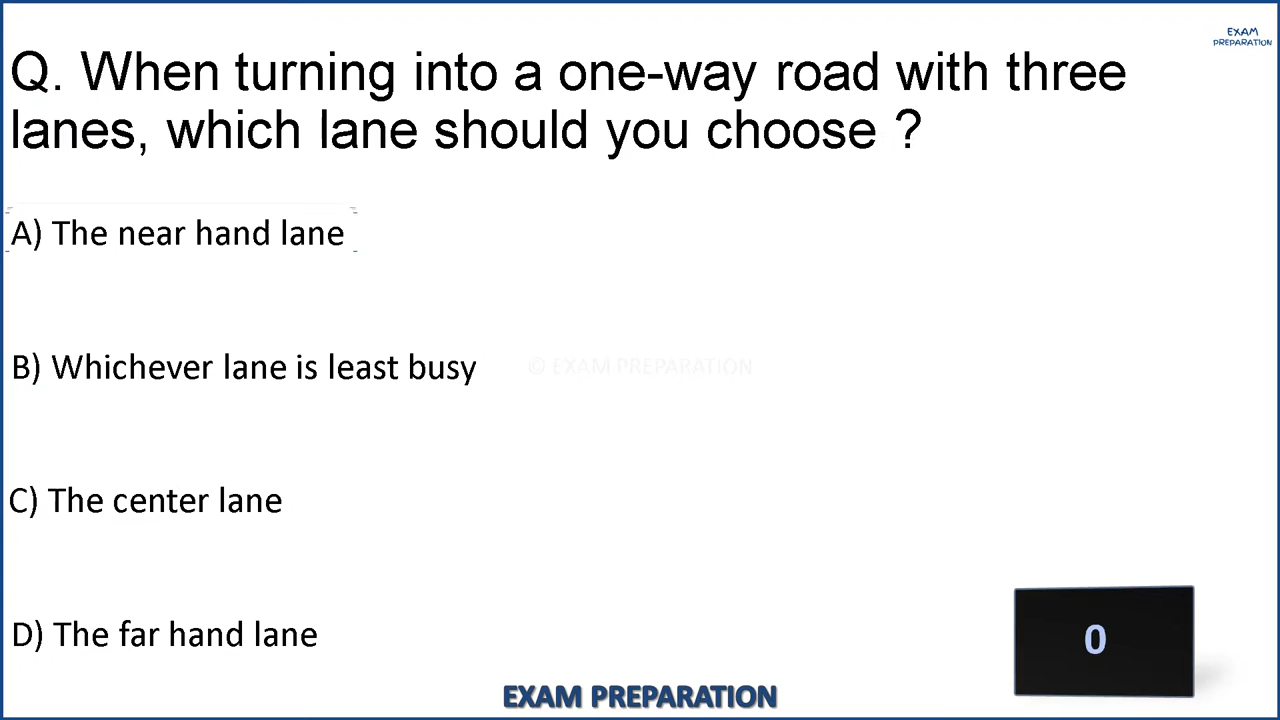 EXAM
PREPARATION
Q. When turning into a one-way road with three
lanes, which lane should you choose ?
A) The near hand lane
B) Whichever lane is least busy
© EXAM PREPARATION
C) The center lane
D) The far hand lane
0
EXAM PREPARATION